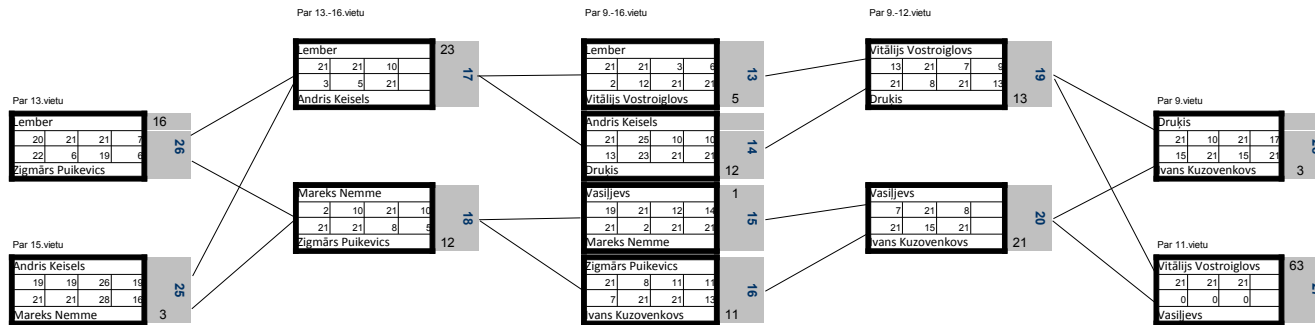 Par 13.-16.vietu
Par 9.-16.vietu
Par 9.-12.vietu
Lember 23
21 21 10
3 5 21
Andris Keisels
17
Lember
21 21 3 6
2 12 21 21
Vitālijs Vostroiglovs 5
13
Vitālijs Vostroiglovs
13 21 7 9
21 8 21 13
Druķis 13
19
Par 13.vietu
Lember 16
20 21 21 7
22 6 19 6
Zigmārs Puikevics
26
Andris Keisels
21 25 10 10
13 23 21 21
Druķis 12
14
Par 9.vietu
Druķis
21 10 21 17
15 21 15 21
Ivans Kuzovenkovs 3
Mareks Nemme
2 10 21 10
21 21 8 5
Zigmārs Puikevics 12
18
Vasiļjevs 1
19 21 12 14
21 2 21 21
Mareks Nemme
15
Vasiļjevs
7 21 8
21 15 21
Ivans Kuzovenkovs 21
20
Par 15.vietu
Andris Keisels
19 19 26 19
21 21 28 16
Mareks Nemme 3
25
Zigmārs Puikevics
21 8 11 11
7 21 21 13
Ivans Kuzovenkovs 11
16
Par 11.vietu
Vitālijs Vostroiglovs 63
21 21 21
0 0 0
Vasiļjevs